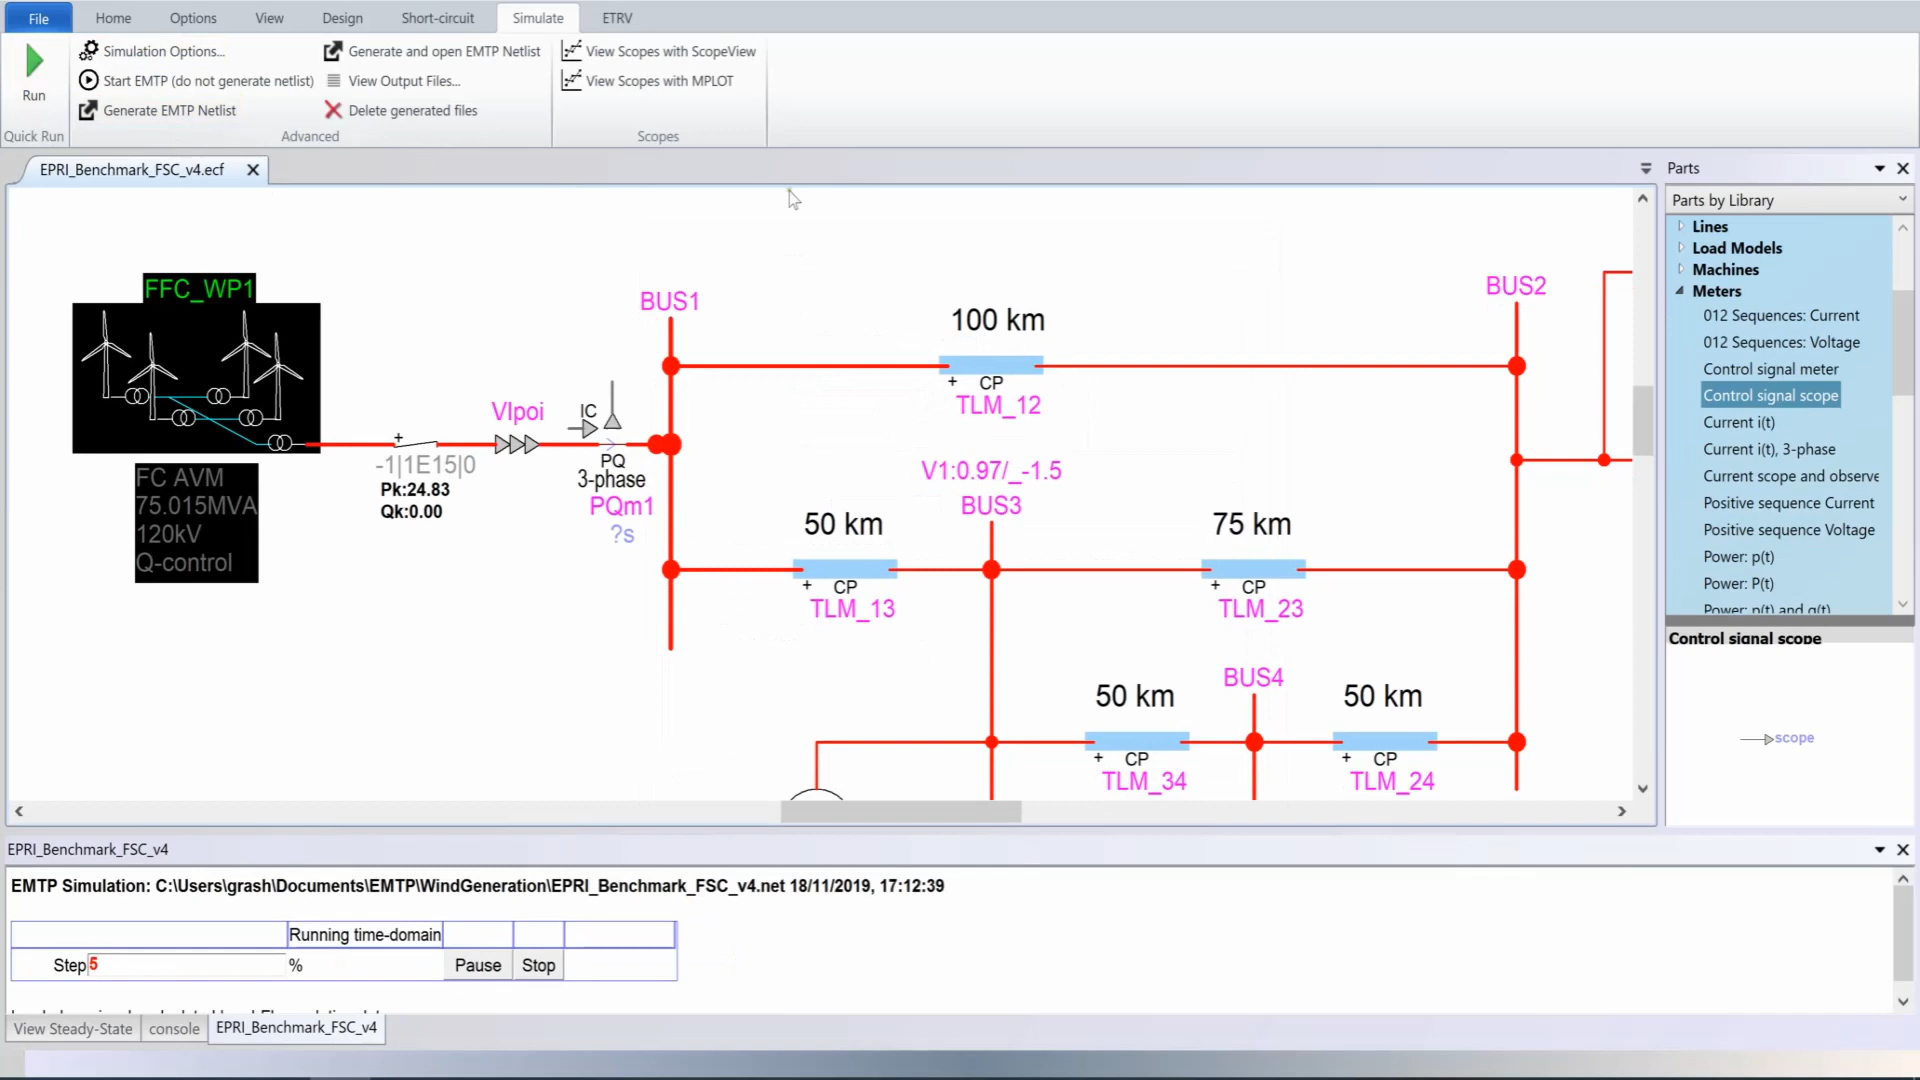 File
Home
Options
View
Design
Short-circuit
Simulate
ETRV
Run
Quick Run
Simulation Options...
Start EMTP (do not generate netlist)
Generate EMTP Netlist
Generate and open EMTP Netlist
View Output Files...
Delete generated files
Advanced
View Scopes with ScopeView
View Scopes with MPLOT
Scopes
EPRI_Benchmark_FSC_v4.ecf
FFC_WP1
FC AVM
75.015MVA
120kV
Q-control
+
-1|1E15|0
Pk:24.83
Qk:0.00
VIpoi
IC
PQ
3-phase
PQm1
?s
BUS1
100 km
+ CP
TLM_12
BUS2
V1:0.97/_-1.5
BUS3
50 km
+ CP
TLM_13
75 km
+ CP
TLM_23
BUS4
50 km
+ CP
TLM_34
50 km
+ CP
TLM_24
Parts
Parts by Library
Lines
Load Models
Machines
Meters
012 Sequences: Current
012 Sequences: Voltage
Control signal meter
Control signal scope
Current i(t)
Current i(t), 3-phase
Current scope and observe
Positive sequence Current
Positive sequence Voltage
Power: p(t)
Power: P(t)
Power: p(t) and q(t)
Control signal scope
scope
EPRI_Benchmark_FSC_v4
EMTP Simulation: C:\Users\grash\Documents\EMTP\WindGeneration\EPRI_Benchmark_FSC_v4.net 18/11/2019, 17:12:39
Running time-domain
Step 5 % Pause Stop
View Steady-State
console
EPRI_Benchmark_FSC_v4